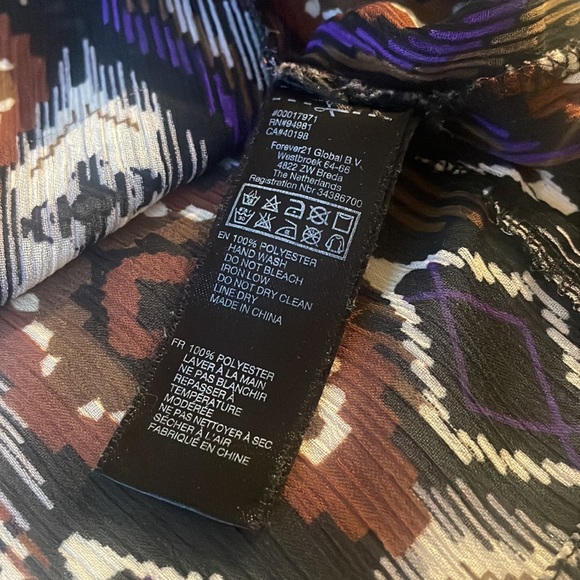 #00017971
RN#94981
CA#40198
Forever21 Global B.V.
Westbroek 64-66
4822 ZW Breda
The Netherlands
Registration Nbr 34386700
EN 100% POLYESTER
HAND WASH
DO NOT BLEACH
IRON LOW
DO NOT DRY CLEAN
LINE DRY
MADE IN CHINA
FR 100% POLYESTER
LAVER À LA MAIN
NE PAS BLANCHIR
REPASSER À
TEMPÉRATURE
MODÉRÉE
NE PAS NETTOYER À SEC
SÉCHER À L'AIR
FABRIQUÉ EN CHINE